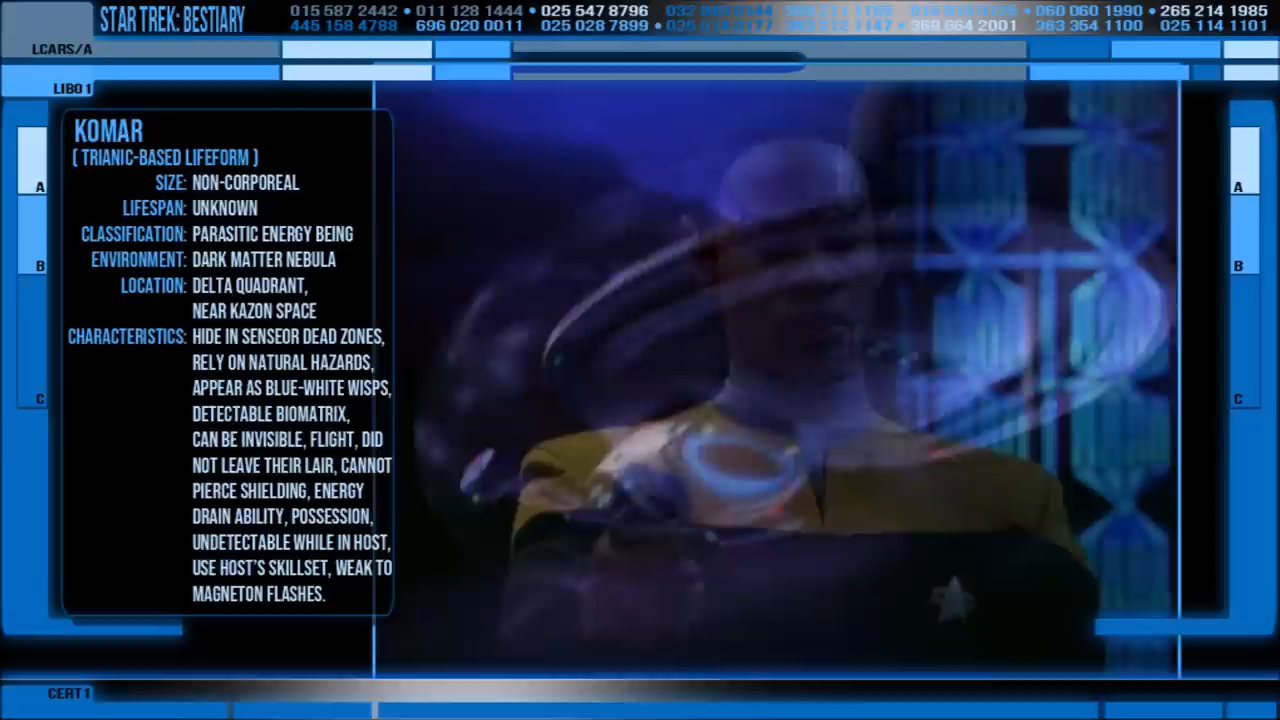 STAR TREK: BESTIARY
015 587 2442 • 011 128 1444 • 025 547 8796
060 060 1990 • 265 214 1985
445 158 4788 696 020 0011 • 025 028 7899 •
369 664 2001 363 354 1100 025 114 1101
LCARS/A
LIBO 1
KOMAR
( TRIANIC-BASED LIFEFORM )
SIZE: NON-CORPOREAL
LIFESPAN: UNKNOWN
CLASSIFICATION: PARASITIC ENERGY BEING
ENVIRONMENT: DARK MATTER NEBULA
LOCATION: DELTA QUADRANT,
NEAR KAZON SPACE
CHARACTERISTICS: HIDE IN SENSEOR DEAD ZONES,
RELY ON NATURAL HAZARDS,
APPEAR AS BLUE-WHITE WISPS,
DETECTABLE BIOMATRIX,
CAN BE INVISIBLE, FLIGHT, DID
NOT LEAVE THEIR LAIR, CANNOT
PIERCE SHIELDING, ENERGY
DRAIN ABILITY, POSSESSION,
UNDETECTABLE WHILE IN HOST,
USE HOST'S SKILLSET, WEAK TO
MAGNETON FLASHES.
A
B
C
A
B
C
CERT 1